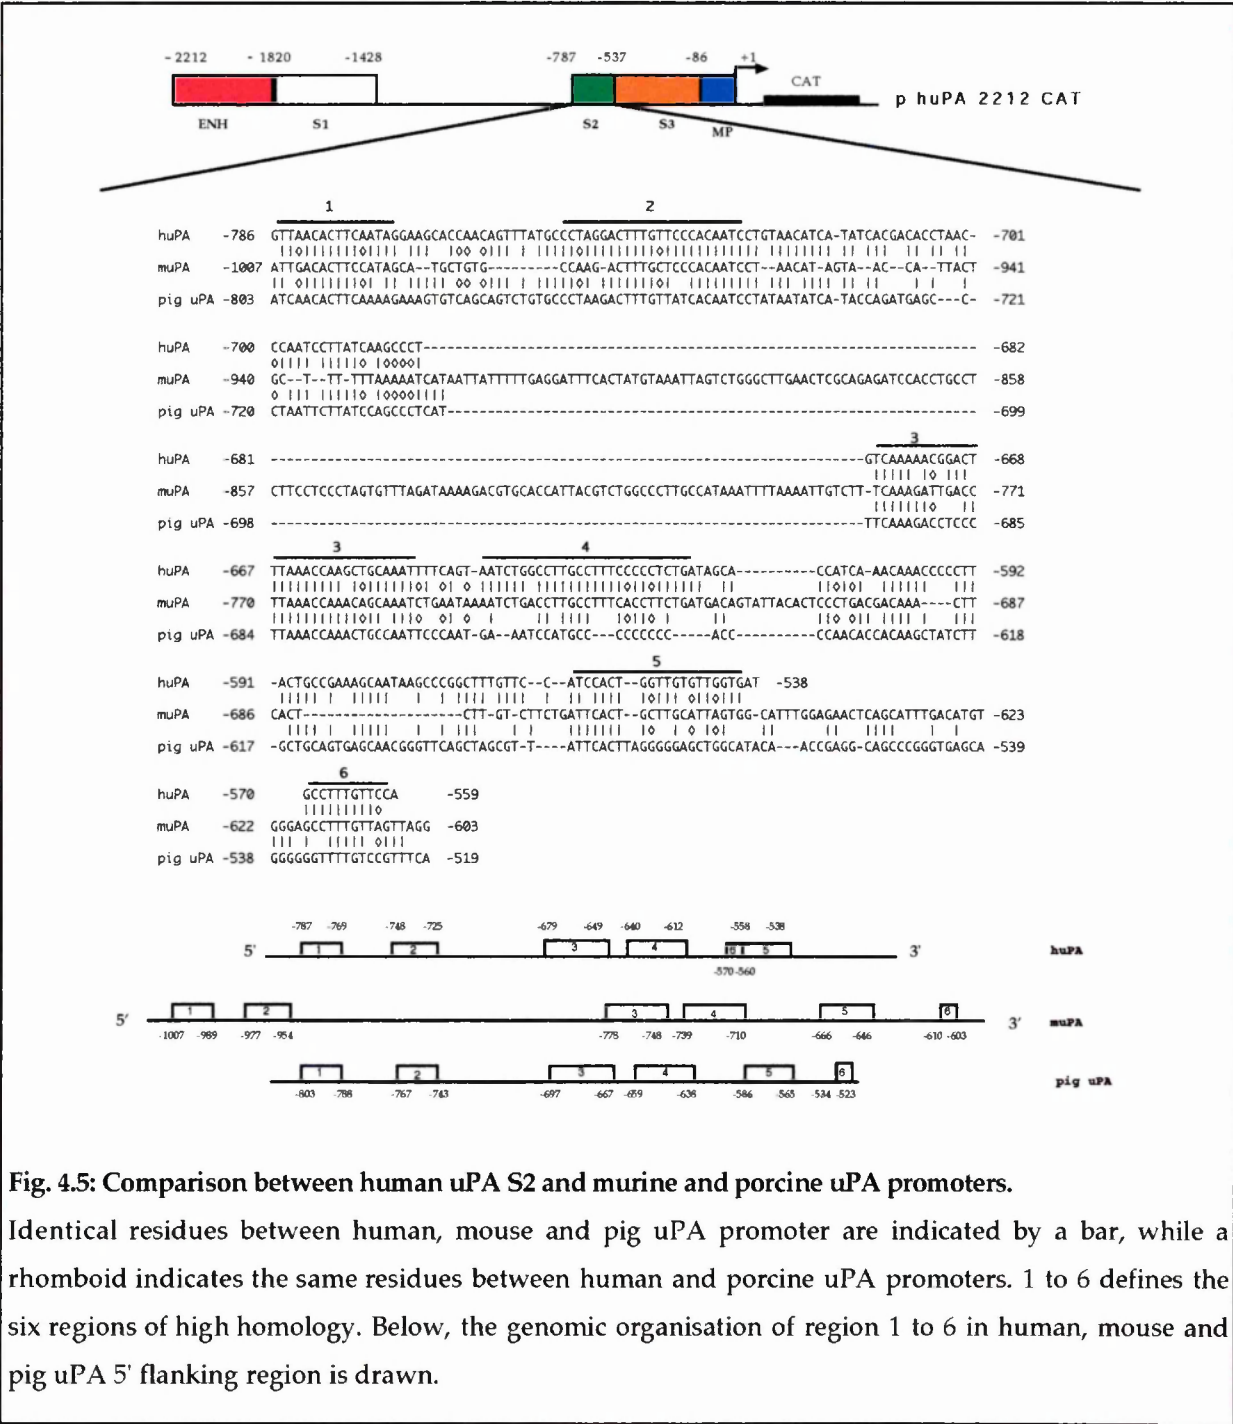 - 2212 - 1820 -1428 -787 -537 -86 +1
CAT
p huPA 2212 CAT
ENH S1 S2 S3 MP
1 2
huPA -786 GTTAACACTTCAATAGGAAGCACCAACAGTTTATGCCCTAGGACTTTGTTCCCACAATCCTGTAACATCA-TATCACGACACCTAAC- -701
muPA -1007 ATTGACACTTCCATAGCA--TGCTGTG---------CCAAG-ACTTTGCTCCCACAATCCT--AACAT-AGTA--AC--CA--TTACT -941
pig uPA -803 ATCAACACTTCAAAAGAAAGTGTCAGCAGTCTGTGCCCTAAGACTTTGTTATCACAATCCTATAATATCA-TACCAGATGAGC---C- -721
huPA -700 CCAATCCTTATCAAGCCCT--------------------------------------------------------------------- -682
muPA -940 GC--T--TT-TTTAAAAATCATAATTATTTTTGAGGATTTCACTATGTAAATTAGTCTGGGCTTGAACTCGCAGAGATCCACCTGCCT -858
pig uPA -720 CTAATTCTTATCCAGCCCTCAT------------------------------------------------------------------ -699
3
huPA -681 ---------------------------------------------------------------------------GTCAAAAACGGACT -668
muPA -857 CTTCCTCCCTAGTGTTTAGATAAAAGACGTGCACCATTACGTCTGGCCCTTGCCATAAATTTTAAAATTGTCTT-TCAAAGATTGACC -771
pig uPA -698 --------------------------------------------------------------------------TTCAAAGACCTCCC -685
3 4
huPA -667 TTAAACCAAGCTGCAAATTTTCAGT-AATCTGGCCTTGCCTTTCCCCCTCTGATAGCA----------CCATCA-AACAAACCCCCTT -592
muPA -770 TTAAACCAAACAGCAAATCTGAATAAAATCTGACCTTGCCTTTCACCTTCTGATGACAGTATTACACTCCCTGACGACAAA----CTT -687
pig uPA -684 TTAAACCAAACTGCCAATTCCCAAT-GA--AATCCATGCC---CCCCCCC-----ACC----------CCAACACCACAAGCTATCTT -618
5
huPA -591 -ACTGCCGAAAGCAATAAGCCCGGCTTTGTTC--C--ATCCACT--GGTTGTGTTGGTGAT -538
muPA -686 CACT--------------------CTT-GT-CTTCTGATTCACT--GCTTGCATTAGTGG-CATTTGGAGAACTCAGCATTTGACATGT -623
pig uPA -617 -GCTGCAGTGAGCAACGGGTTCAGCTAGCGT-T----ATTCACTTAGGGGGAGCTGGCATACA---ACCGAGG-CAGCCCGGGTGAGCA -539
6
huPA -570 GCCTTTGTTCCA -559
muPA -622 GGGAGCCTTTGTTAGTTAGG -603
pig uPA -538 GGGGGGTTTTGTCCGTTTCA -519
-787 -769 -748 -725 -679 -649 -640 -612 -558 -538
5' 1 2 3 4 6 5 3' huPA
-570 -560
5' 1 2 3 4 5 6 3' muPA
-1007 -989 -977 -954 -778 -748 -739 -710 -666 -646 -610 -603
1 2 3 4 5 6 pig uPA
-803 -788 -767 -743 -697 -667 -659 -636 -586 -565 -534 -523
Fig. 4.5: Comparison between human uPA S2 and murine and porcine uPA promoters.
Identical residues between human, mouse and pig uPA promoter are indicated by a bar, while a
rhomboid indicates the same residues between human and porcine uPA promoters. 1 to 6 defines the
six regions of high homology. Below, the genomic organisation of region 1 to 6 in human, mouse and
pig uPA 5' flanking region is drawn.